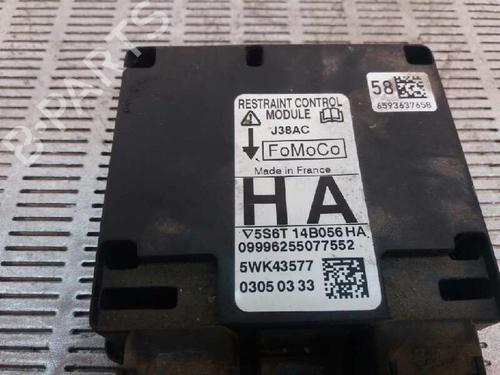 RESTRAINT CONTROL
MODULE
J38AC
FoMoCo
Made in France
HA
5S6T 14B056 HA
09996255077552
5WK43577
0305 0 33
58
6593637658
B-PARTS